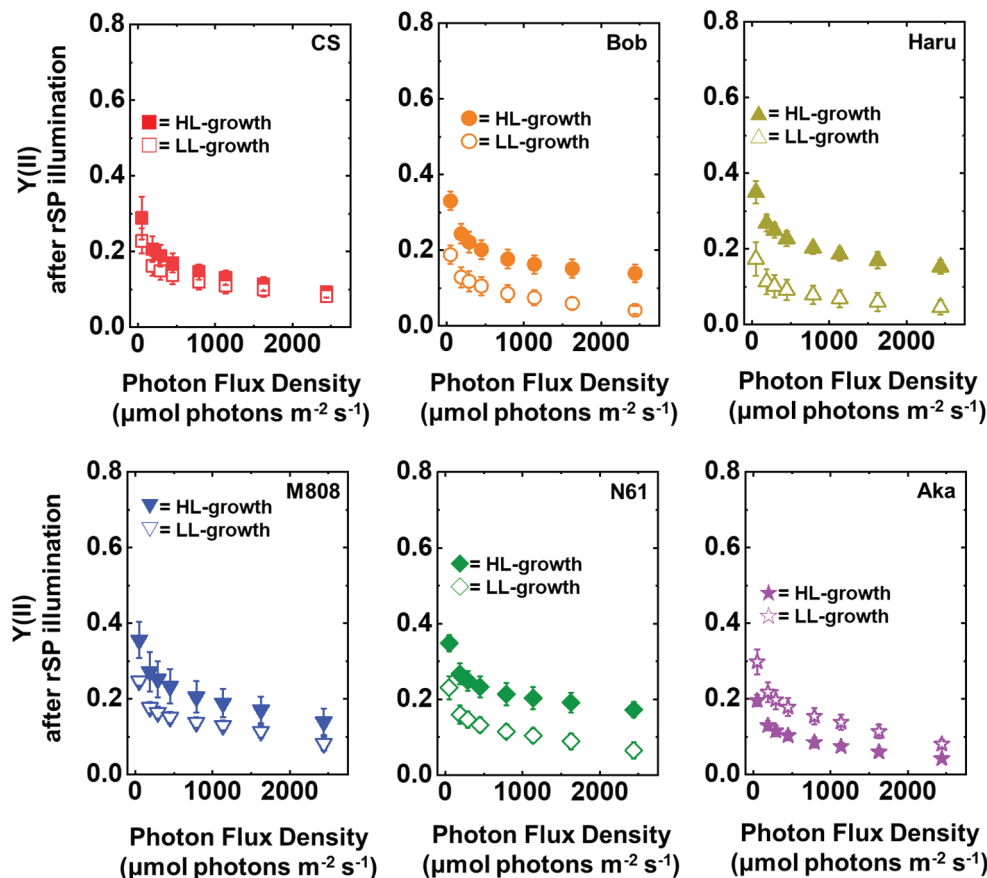 Y(II)
after rSP illumination
0.8
0.6
0.4
0.2
0.0
CS
= HL-growth
= LL-growth
0 1000 2000
Photon Flux Density
(µmol photons m⁻² s⁻¹)
0.8
0.6
0.4
0.2
0.0
Bob
= HL-growth
= LL-growth
0 1000 2000
Photon Flux Density
(µmol photons m⁻² s⁻¹)
0.8
0.6
0.4
0.2
0.0
Haru
= HL-growth
= LL-growth
0 1000 2000
Photon Flux Density
(µmol photons m⁻² s⁻¹)
Y(II)
after rSP illumination
0.8
0.6
0.4
0.2
0.0
M808
= HL-growth
= LL-growth
0 1000 2000
Photon Flux Density
(µmol photons m⁻² s⁻¹)
0.8
0.6
0.4
0.2
0.0
N61
= HL-growth
= LL-growth
0 1000 2000
Photon Flux Density
(µmol photons m⁻² s⁻¹)
0.8
0.6
0.4
0.2
0.0
Aka
= HL-growth
= LL-growth
0 1000 2000
Photon Flux Density
(µmol photons m⁻² s⁻¹)